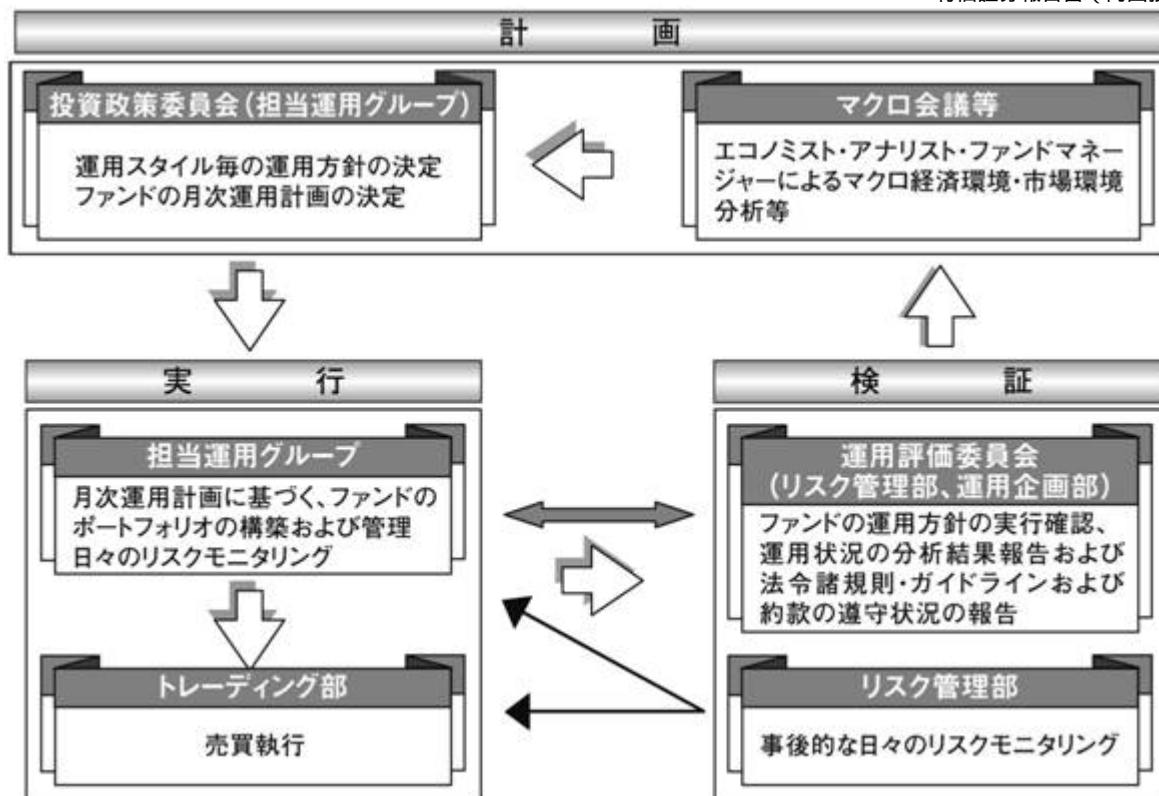 計画
投資政策委員会（担当運用グループ）
運用スタイル毎の運用方針の決定
ファンドの月次運用計画の決定
マクロ会議等
エコノミスト・アナリスト・ファンドマネー
ジャーによるマクロ経済環境・市場環境
分析等
実行
担当運用グループ
月次運用計画に基づく、ファンドの
ポートフォリオの構築および管理
日々のリスクモニタリング
トレーディング部
売買執行
検証
運用評価委員会
（リスク管理部、運用企画部）
ファンドの運用方針の実行確認、
運用状況の分析結果報告および
法令諸規則・ガイドラインおよび
約款の遵守状況の報告
リスク管理部
事後的な日々のリスクモニタリング